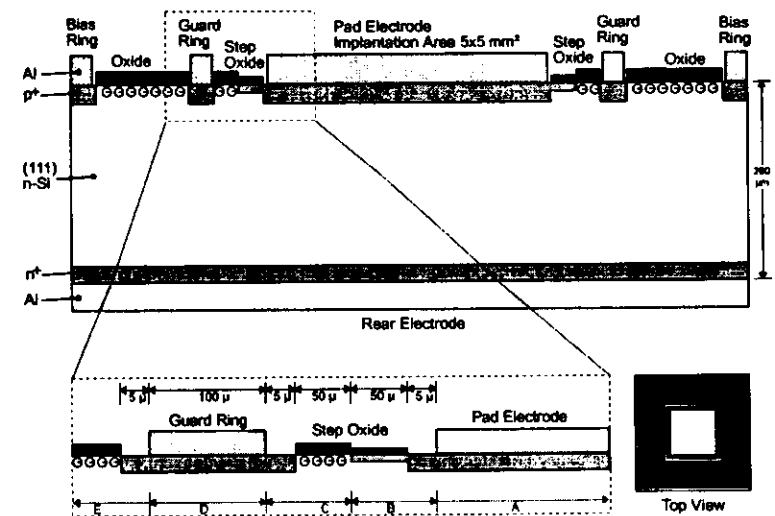 Bias
Ring
Guard
Ring
Step
Oxide
Pad Electrode
Implantation Area 5x5 mm²
Step
Oxide
Guard
Ring
Bias
Ring
Oxide
Oxide
Al
p⁺
(111)
n-Si
280
µm
n⁺
Al
Rear Electrode
5 µ
100 µ
5 µ
50 µ
50 µ
5 µ
Guard Ring
Step Oxide
Pad Electrode
E
D
C
B
A
Top View